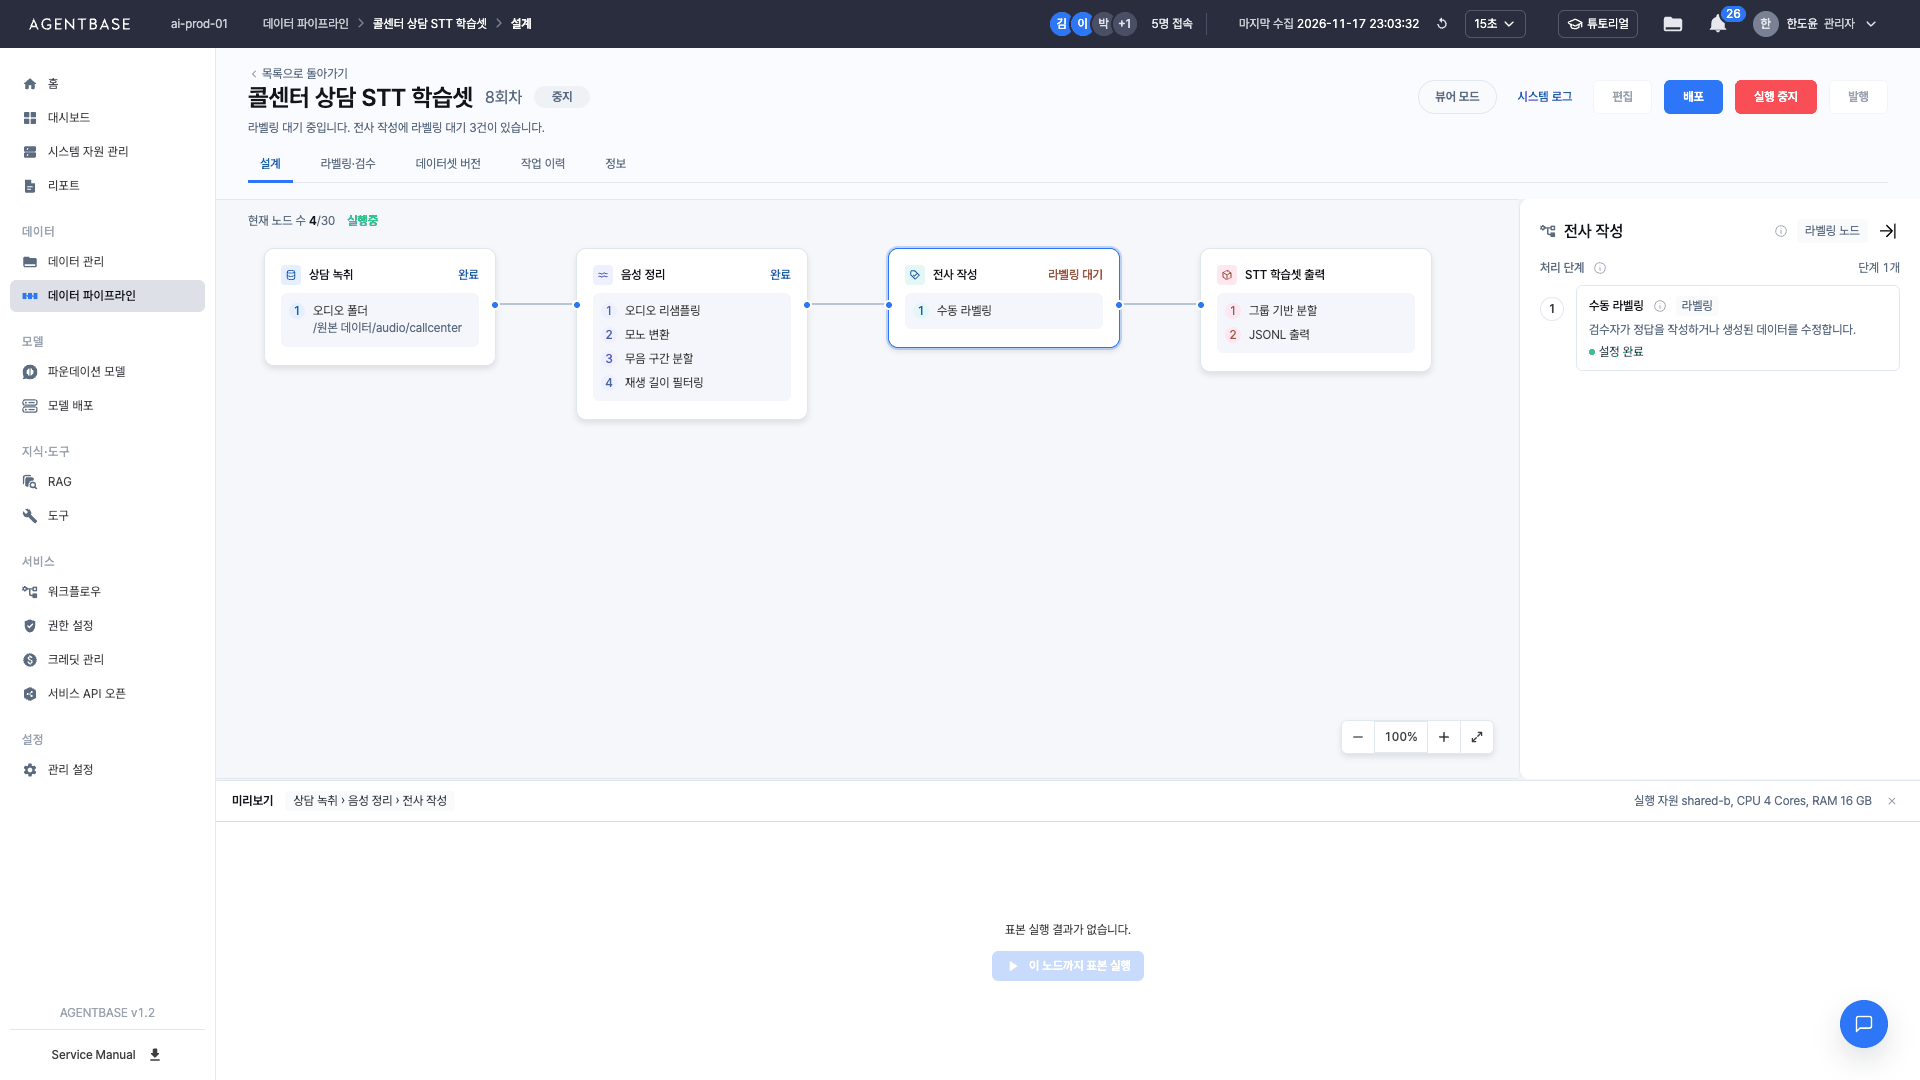 AGENTBASE
ai-prod-01
데이터 파이프라인 > 콜센터 상담 STT 학습셋 > 설계
김 이 박 +1 5명 접속
마지막 수집 2026-11-17 23:03:32
15초
튜토리얼
26
한 한도윤 관리자
홈
대시보드
시스템 자원 관리
리포트
데이터
데이터 관리
데이터 파이프라인
모델
파운데이션 모델
모델 배포
지식·도구
RAG
도구
서비스
워크플로우
권한 설정
크레딧 관리
서비스 API 오픈
설정
관리 설정
AGENTBASE v1.2
Service Manual
목록으로 돌아가기
콜센터 상담 STT 학습셋 8회차 중지
라벨링 대기 중입니다. 전사 작성에 라벨링 대기 3건이 있습니다.
뷰어 모드
시스템 로그
편집
배포
실행 중지
발행
설계
라벨링·검수
데이터셋 버전
작업 이력
정보
현재 노드 수 4/30 실행중
상담 녹취 완료
1 오디오 폴더
/원본 데이터/audio/callcenter
음성 정리 완료
1 오디오 리샘플링
2 모노 변환
3 무음 구간 분할
4 재생 길이 필터링
전사 작성 라벨링 대기
1 수동 라벨링
STT 학습셋 출력
1 그룹 기반 분할
2 JSONL 출력
100%
전사 작성
라벨링 노드
처리 단계
단계 1개
1
수동 라벨링 라벨링
검수자가 정답을 작성하거나 생성된 데이터를 수정합니다.
설정 완료
미리보기
상담 녹취 › 음성 정리 › 전사 작성
실행 자원 shared-b, CPU 4 Cores, RAM 16 GB
표본 실행 결과가 없습니다.
이 노드까지 표본 실행